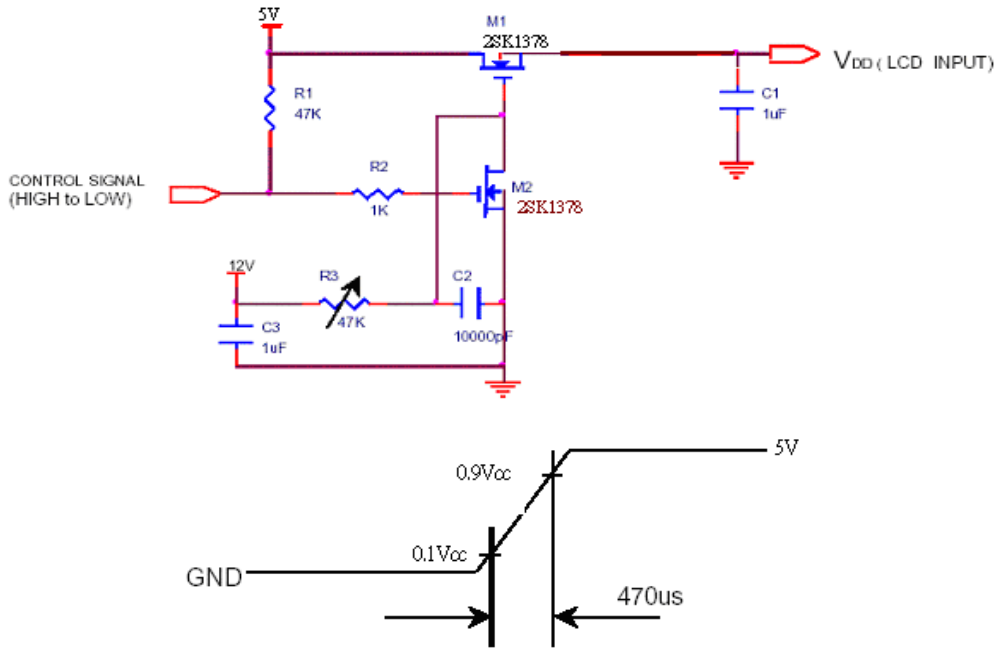 5V
M1
2SK1378
VDD ( LCD INPUT)
R1
47K
C1
1uF
R2
1K
CONTROL SIGNAL
(HIGH to LOW)
M2
2SK1378
12V
R3
47K
C2
10000pF
C3
1uF
5V
0.9Vcc
0.1Vcc
GND
470us